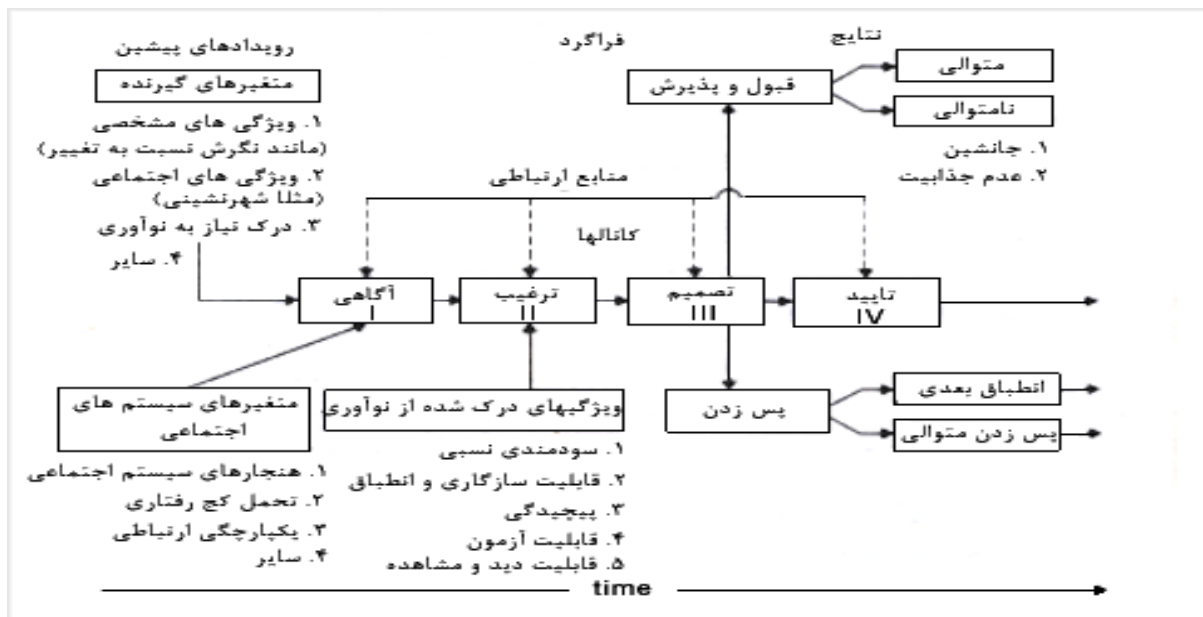 رویدادهای پیشین
فراگرد
نتایج
متغیرهای گیرنده
قبول و پذیرش
متوالی
نامتوالی
۱. ویژگی های مشخصی
(مانند نگرش نسبت به تغییر)
۲. ویژگی های اجتماعی
(مثلا شهرنشینی)
۳. درک نیاز به نوآوری
۴. سایر
۱. جانشین
۲. عدم جذابیت
منابع ارتباطی
کانالها
آگاهی
I
ترغیب
II
تصمیم
III
تایید
IV
متغیرهای سیستم های
اجتماعی
ویژگیهای درک شده از نوآوری
پس زدن
انطباق بعدی
پس زدن متوالی
۱. هنجارهای سیستم اجتماعی
۲. تحمل کج رفتاری
۳. یکپارچگی ارتباطی
۴. سایر
۱. سودمندی نسبی
۲. قابلیت سازگاری و انطباق
۳. پیچیدگی
۴. قابلیت آزمون
۵. قابلیت دید و مشاهده
time